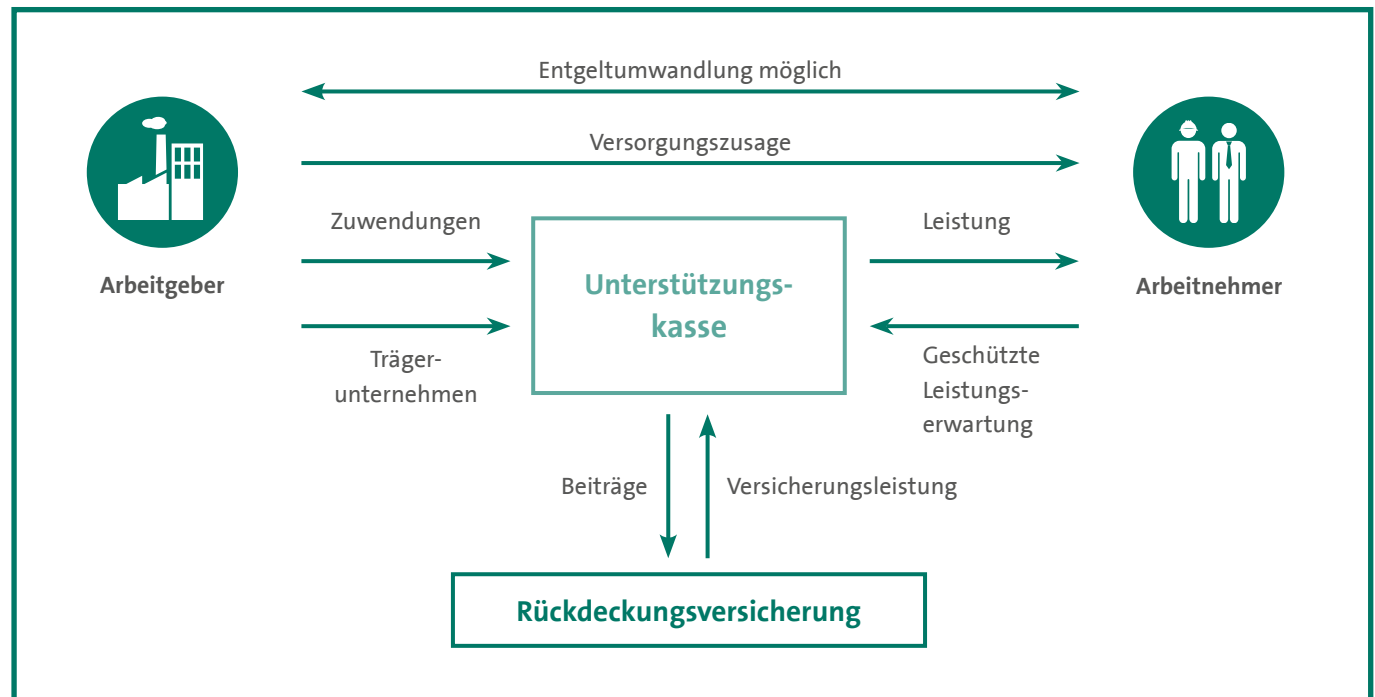 Entgeltumwandlung möglich
Versorgungszusage
Zuwendungen
Leistung
Arbeitgeber
Unterstützungs-
kasse
Arbeitnehmer
Träger-
unternehmen
Geschützte
Leistungs-
erwartung
Beiträge
Versicherungsleistung
Rückdeckungsversicherung